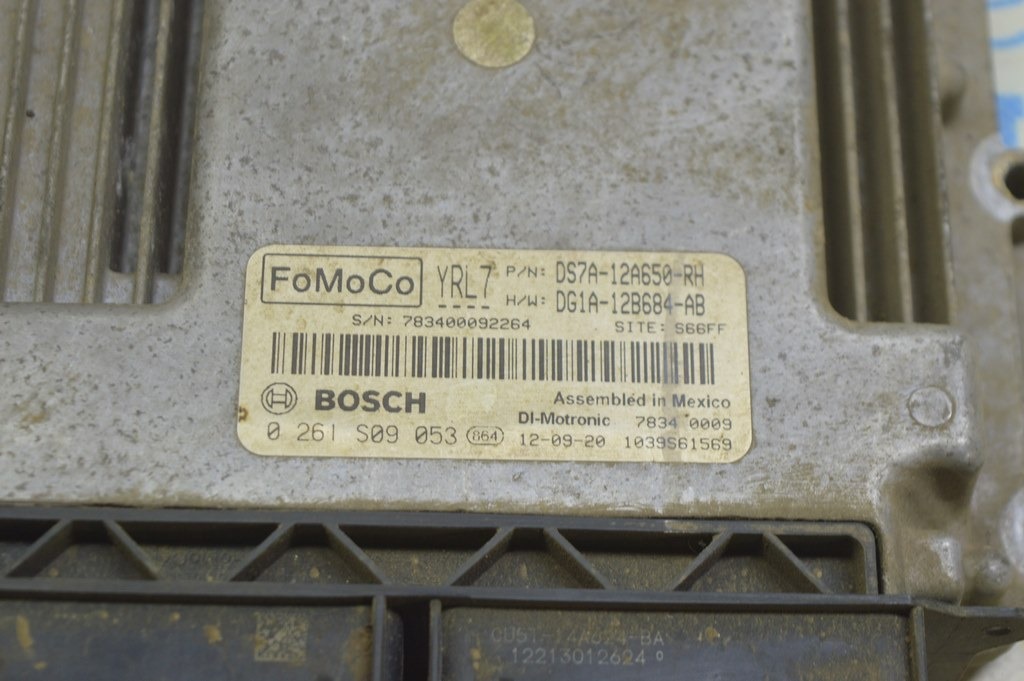 FoMoCo YRL7 P/N: DS7A-12A650-RH
H/W: DG1A-12B684-AB
S/N: 783400092264 SITE: S66FF
BOSCH Assembled in Mexico
DI-Motronic 7834 0009
0 261 S09 053 864 12-09-20 1039S61569
12213012624